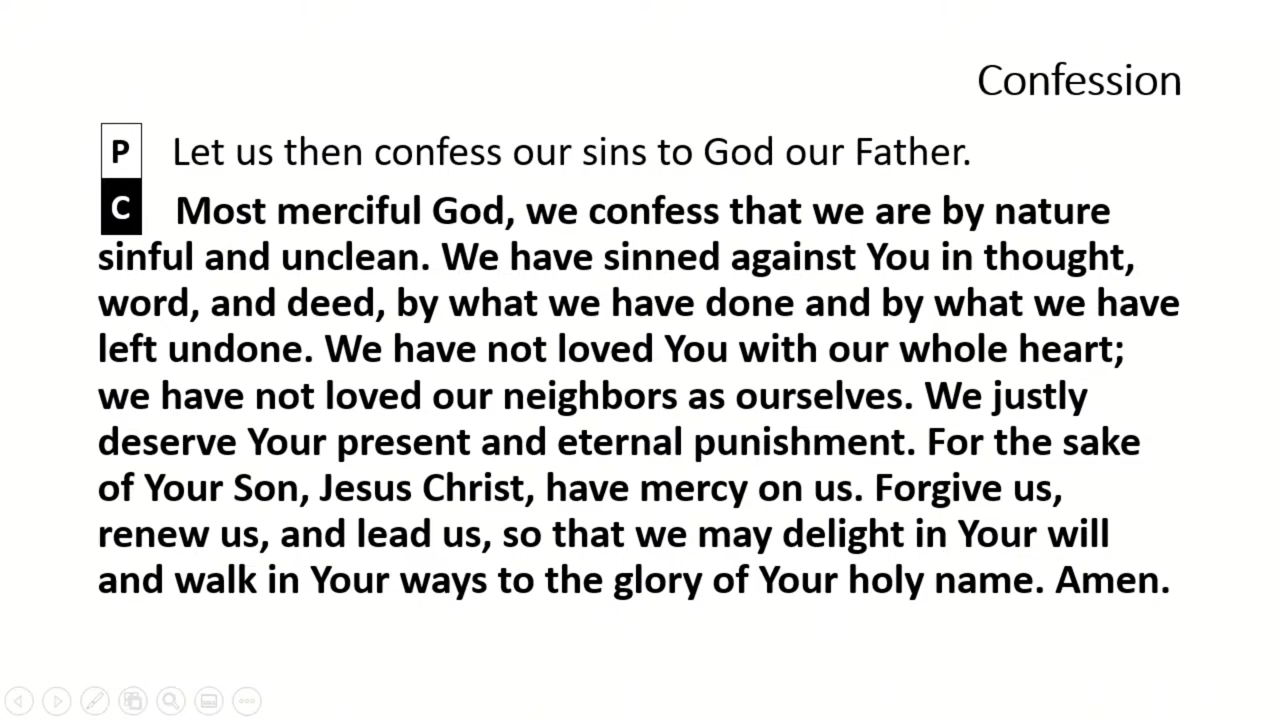 Confession
P Let us then confess our sins to God our Father.
C Most merciful God, we confess that we are by nature
sinful and unclean. We have sinned against You in thought,
word, and deed, by what we have done and by what we have
left undone. We have not loved You with our whole heart;
we have not loved our neighbors as ourselves. We justly
deserve Your present and eternal punishment. For the sake
of Your Son, Jesus Christ, have mercy on us. Forgive us,
renew us, and lead us, so that we may delight in Your will
and walk in Your ways to the glory of Your holy name. Amen.